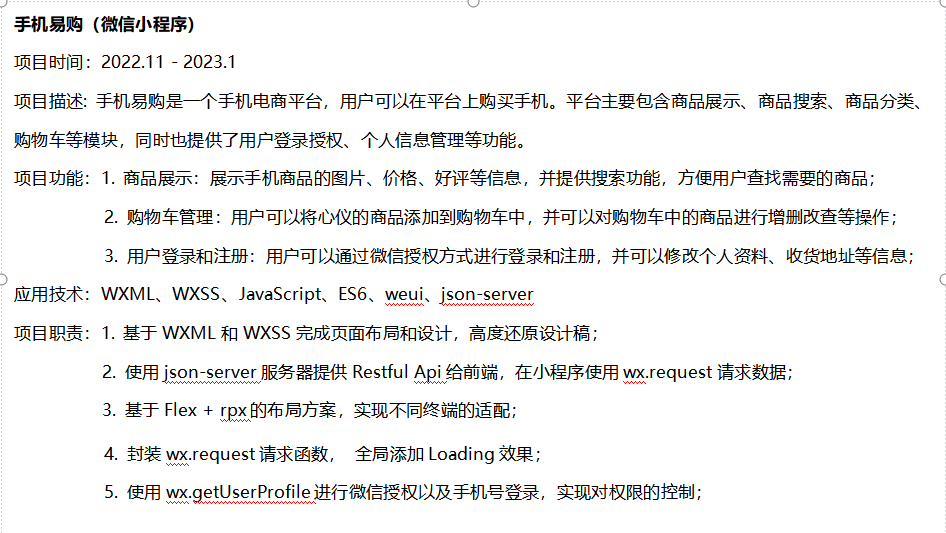 手机易购（微信小程序）
项目时间：2022.11 - 2023.1
项目描述: 手机易购是一个手机电商平台，用户可以在平台上购买手机。平台主要包含商品展示、商品搜索、商品分类、
购物车等模块，同时也提供了用户登录授权、个人信息管理等功能。
项目功能：1. 商品展示：展示手机商品的图片、价格、好评等信息，并提供搜索功能，方便用户查找需要的商品；
2. 购物车管理：用户可以将心仪的商品添加到购物车中，并可以对购物车中的商品进行增删改查等操作；
3. 用户登录和注册：用户可以通过微信授权方式进行登录和注册，并可以修改个人资料、收货地址等信息；
应用技术：WXML、WXSS、JavaScript、ES6、weui、json-server
项目职责：1. 基于 WXML 和 WXSS 完成页面布局和设计，高度还原设计稿；
2. 使用 json-server 服务器提供 Restful Api 给前端，在小程序使用 wx.request 请求数据；
3. 基于 Flex + rpx 的布局方案，实现不同终端的适配；
4. 封装 wx.request 请求函数， 全局添加 Loading 效果；
5. 使用 wx.getUserProfile 进行微信授权以及手机号登录，实现对权限的控制；